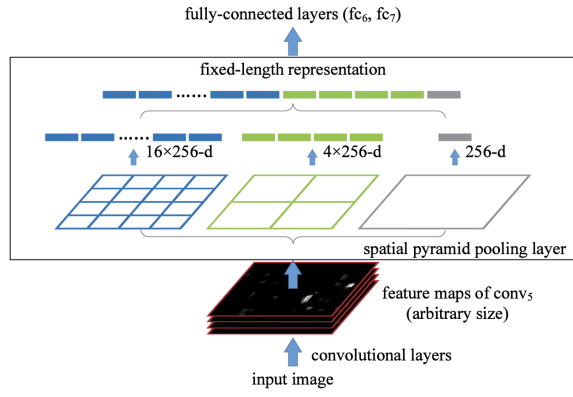 fully-connected layers (fc₆, fc₇)
fixed-length representation
16×256-d
4×256-d
256-d
spatial pyramid pooling layer
feature maps of conv₅
(arbitrary size)
convolutional layers
input image